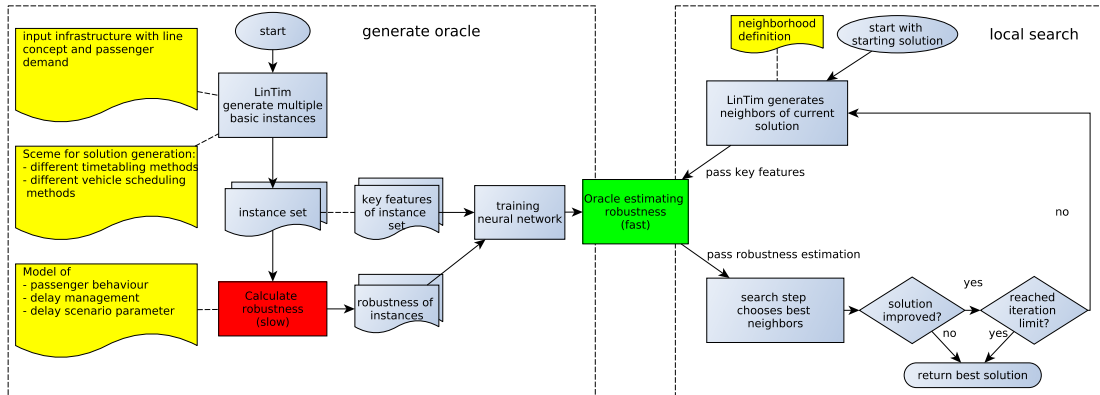 generate oracle
input infrastructure with line
concept and passenger
demand
start
LinTim
generate multiple
basic instances
Sceme for solution generation:
- different timetabling methods
- different vehicle scheduling
methods
instance set
key features
of instance
set
training
neural network
Model of
- passenger behaviour
- delay management
- delay scenario parameter
Calculate
robustness
(slow)
robustness of
instances
Oracle estimating
robustness
(fast)
local search
neighborhood
definition
start with
starting solution
LinTim generates
neighbors of current
solution
pass key features
no
pass robustness estimation
search step
chooses best
neighbors
solution
improved?
yes
reached
iteration
limit?
no
yes
return best solution